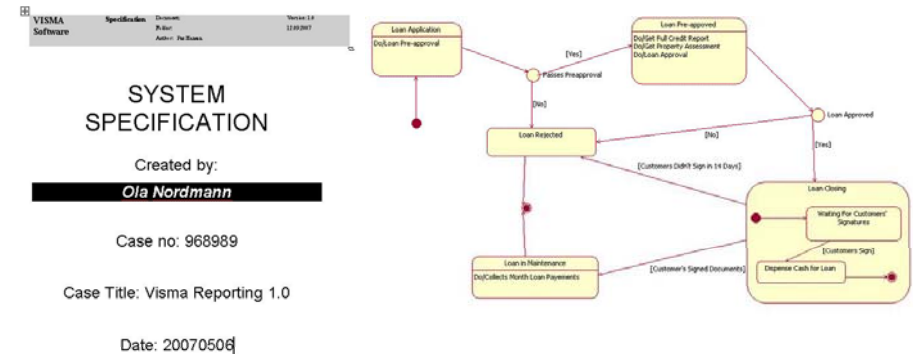 VISMA
Software
Specification
Document:
Version: 1.0
SYSTEM
SPECIFICATION
Created by:
Ola Nordmann
Case no: 968989
Case Title: Visma Reporting 1.0
Date: 20070506
Loan Application
Do/Loan Pre-approval
[Yes]
Passes Preapproval
[No]
Loan Pre-approved
Do/Get Full Credit Report
Do/Get Property Assessment
Do/Loan Approval
Loan Approved
[No]
[Yes]
Loan Rejected
[Customers Didn't Sign in 14 Days]
Loan Closing
Waiting For Customers'
Signatures
[Customers Sign]
Dispense Cash for Loan
Loan in Maintenance
Do/Collects Month Loan Payements
[Customer's Signed Documents]